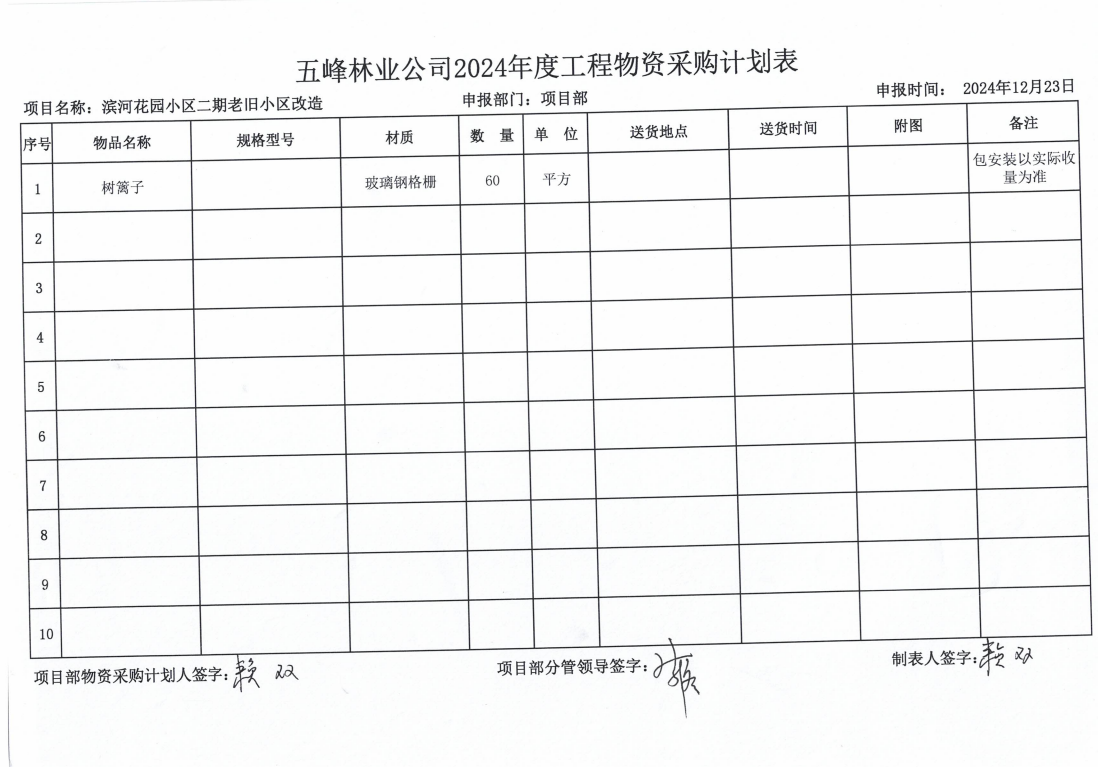 五峰林业公司2024年度工程物资采购计划表
项目名称：滨河花园小区二期老旧小区改造 申报部门：项目部 申报时间： 2024年12月23日
序号 物品名称 规格型号 材质 数 量 单 位 送货地点 送货时间 附图 备注
1 树篱子 玻璃钢格栅 60 平方 包安装以实际收
量为准
2
3
4
5
6
7
8
9
10
项目部物资采购计划人签字：赖双 项目部分管领导签字： 制表人签字：赖双